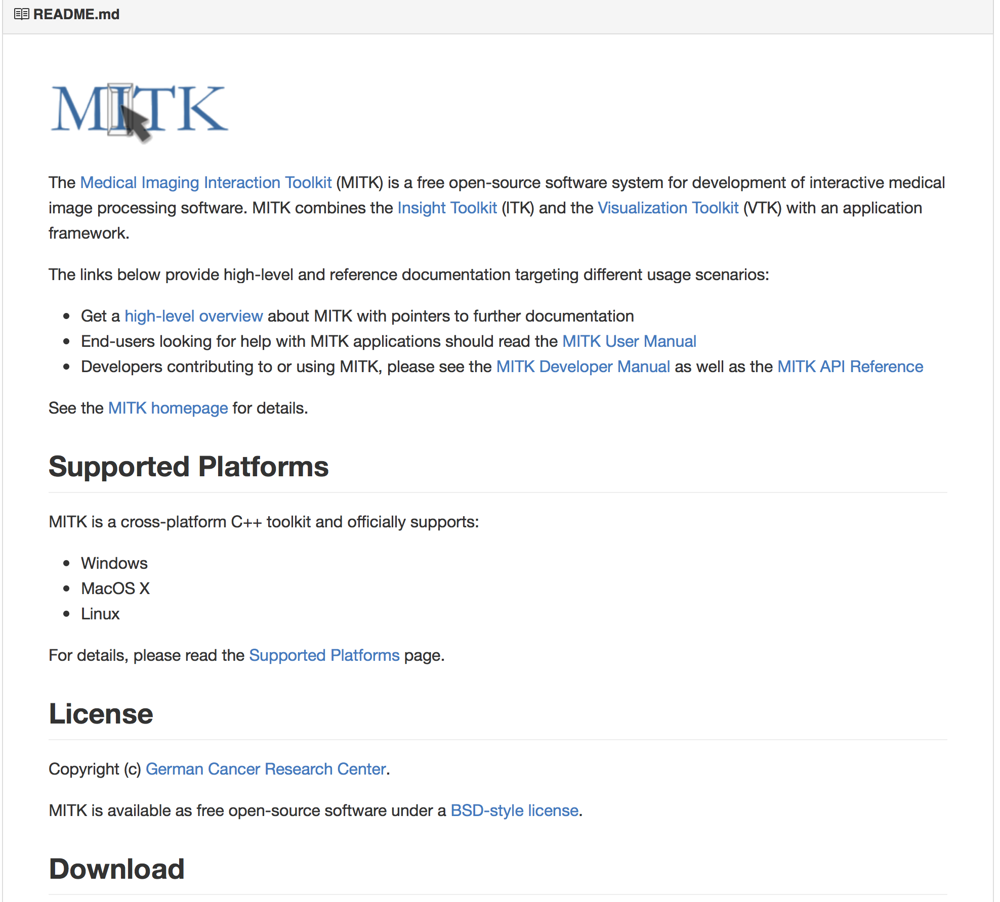 README.md
MITK
The Medical Imaging Interaction Toolkit (MITK) is a free open-source software system for development of interactive medical
image processing software. MITK combines the Insight Toolkit (ITK) and the Visualization Toolkit (VTK) with an application
framework.
The links below provide high-level and reference documentation targeting different usage scenarios:
• Get a high-level overview about MITK with pointers to further documentation
• End-users looking for help with MITK applications should read the MITK User Manual
• Developers contributing to or using MITK, please see the MITK Developer Manual as well as the MITK API Reference
See the MITK homepage for details.
Supported Platforms
MITK is a cross-platform C++ toolkit and officially supports:
• Windows
• MacOS X
• Linux
For details, please read the Supported Platforms page.
License
Copyright (c) German Cancer Research Center.
MITK is available as free open-source software under a BSD-style license.
Download